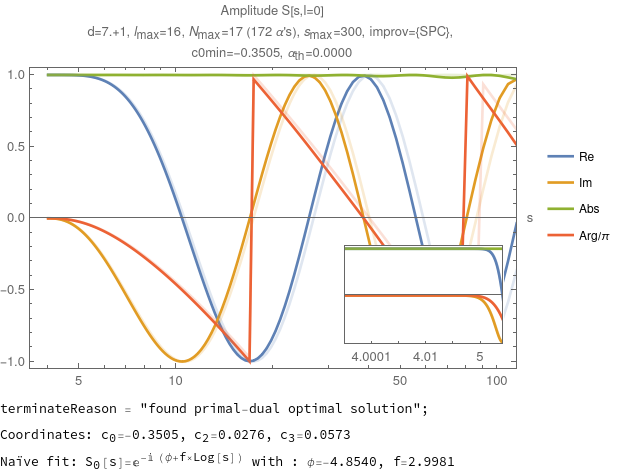 Amplitude S[s,l=0]
d=7.+1, lmax=16, Nmax=17 (172 α's), smax=300, improv={SPC},
c0min=−0.3505, αth=0.0000
1.0
0.5
0.0
−0.5
−1.0
5 10 50 100
s
Re
Im
Abs
Arg/π
4.0001 4.01 5
terminateReason = "found primal-dual optimal solution";
Coordinates: c0=-0.3505, c2=0.0276, c3=0.0573
Naïve fit: S0[s]=e^-i (ϕ+f×Log[s]) with : ϕ=-4.8540, f=2.9981